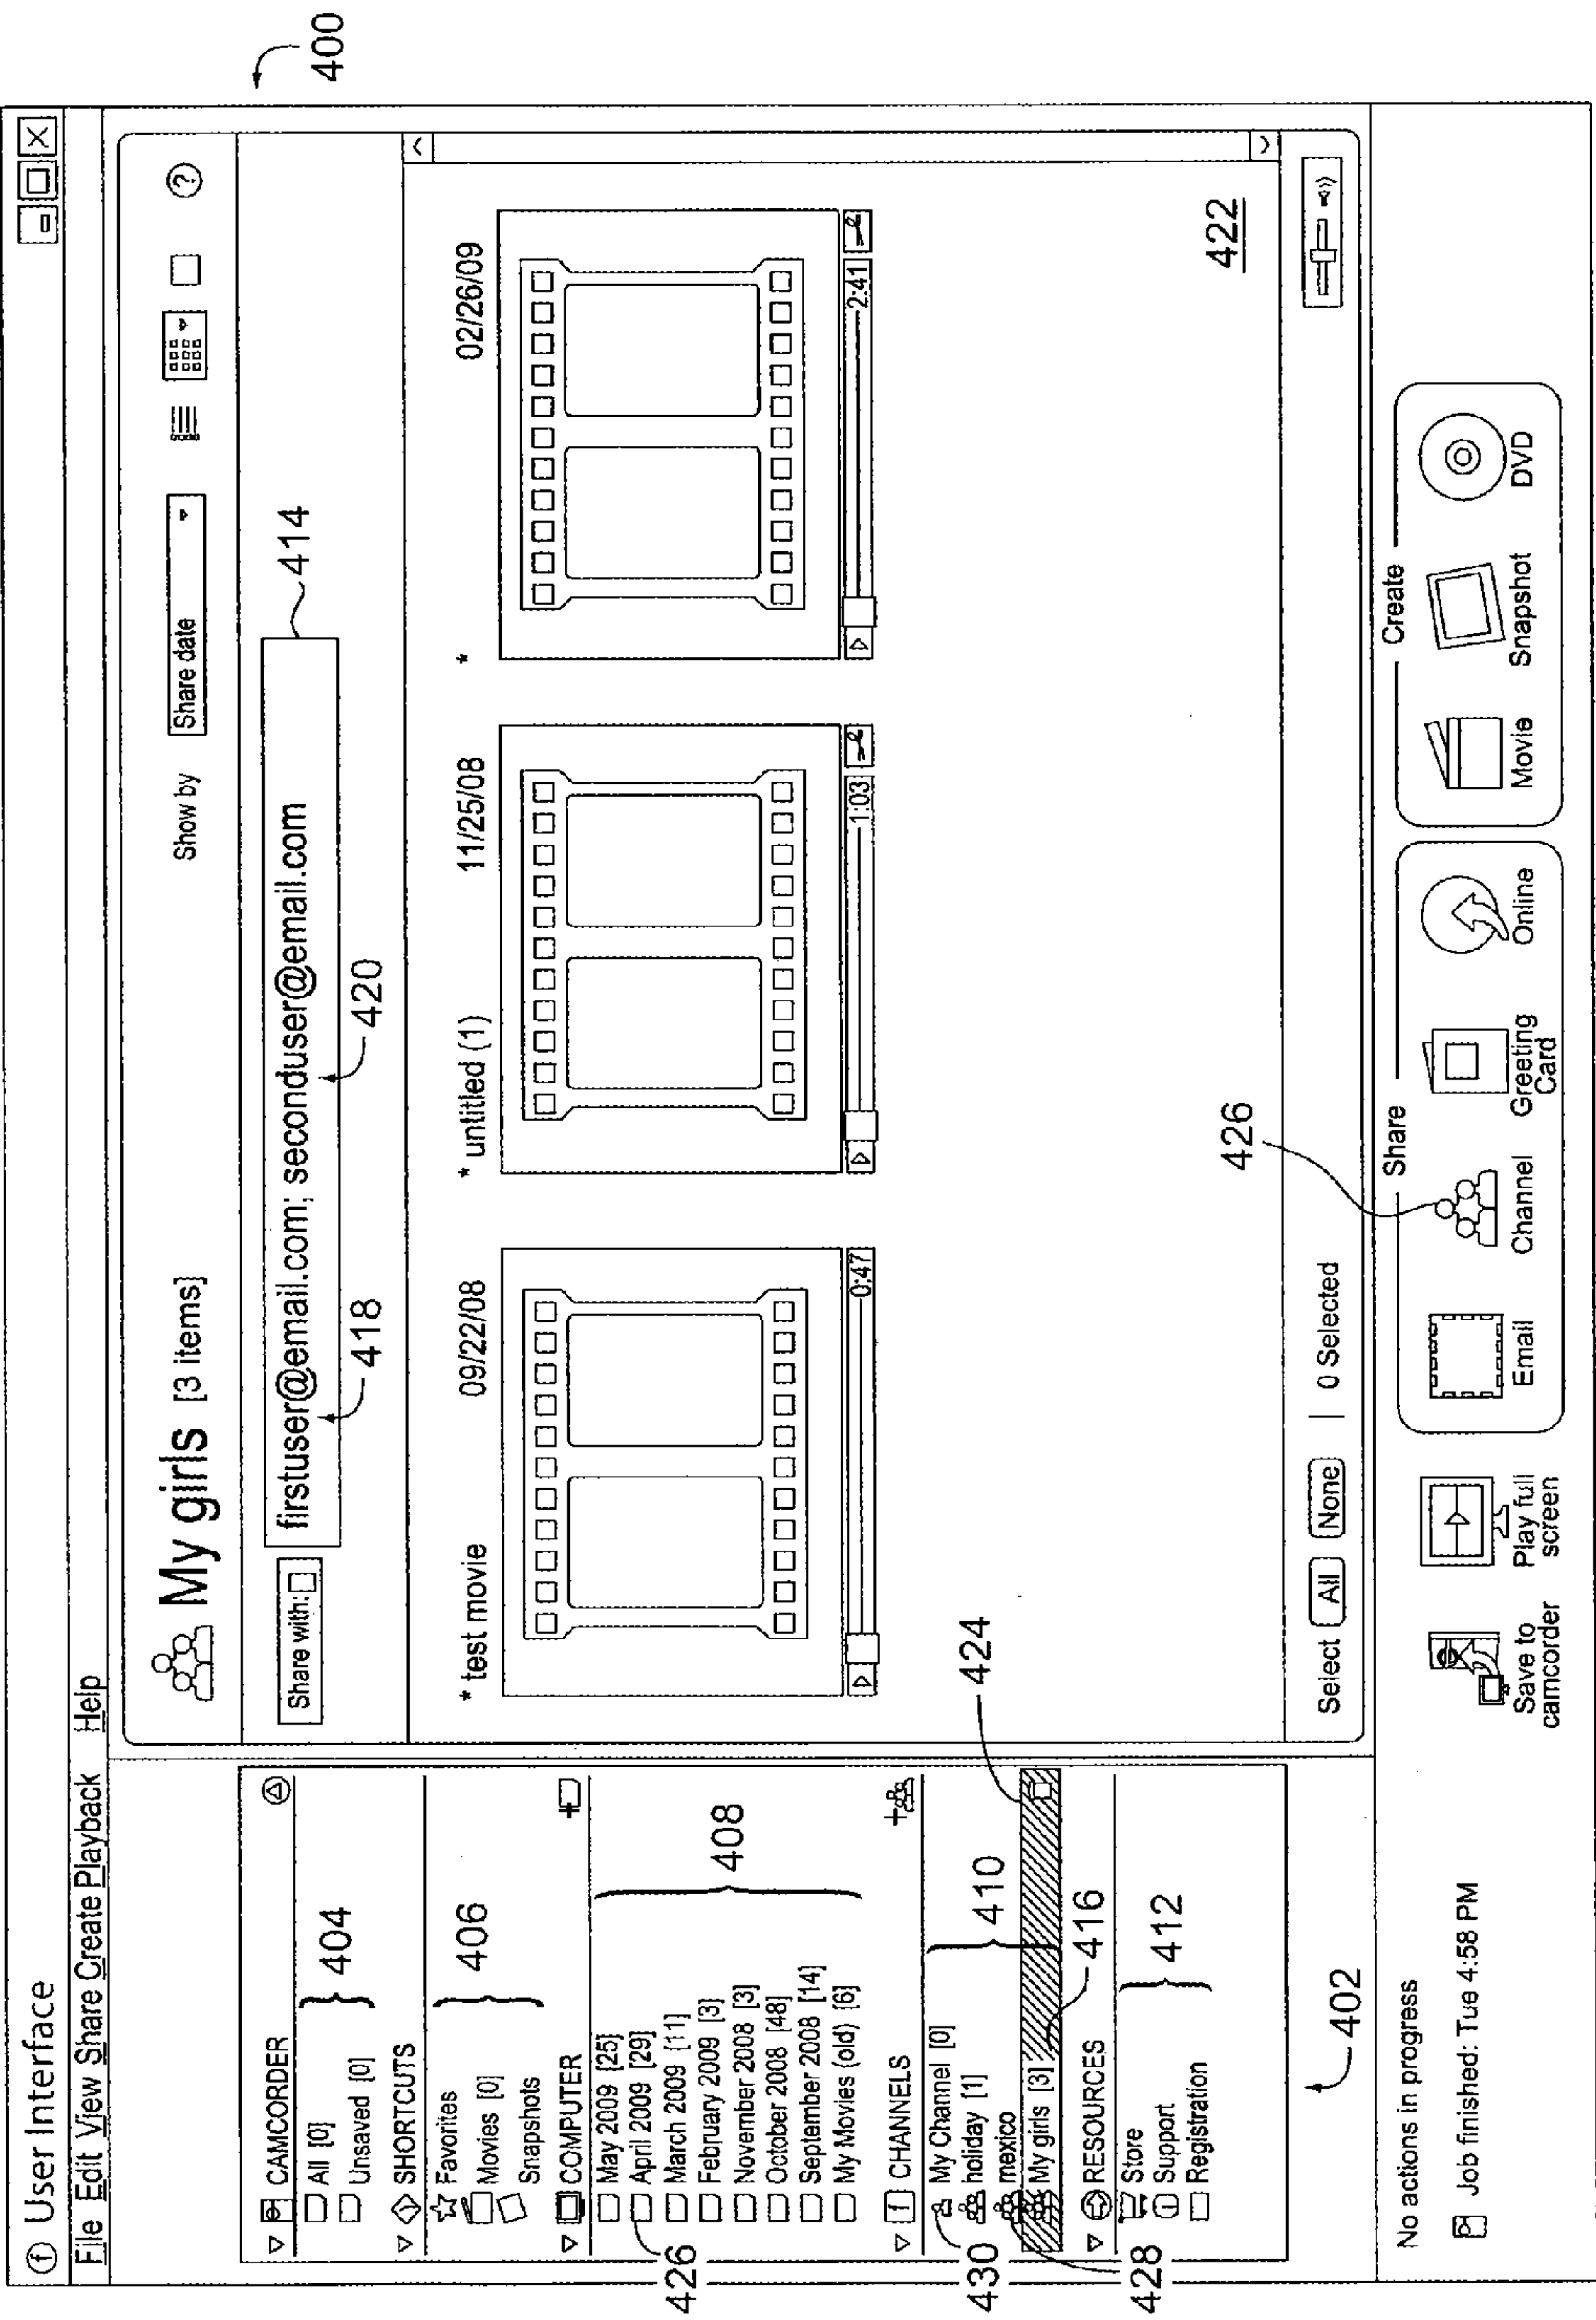 User Interface
File Edit View Share Create Playback Help
400
CAMCORDER
All [0]
Unsaved [0]
404
SHORTCUTS
Favorites
Movies [0]
Snapshots
406
COMPUTER
May 2009 [25]
April 2009 [29]
March 2009 [11]
February 2009 [3]
November 2008 [3]
October 2008 [48]
September 2008 [14]
My Movies (old) [6]
408
426
CHANNELS
My Channel [0]
holiday [1]
mexico
My girls [3]
410
424
430
428
416
RESOURCES
Store
Support
Registration
412
402
My girls [3 items]
Show by
Share date
?
Share with:
firstuser@email.com; seconduser@email.com
414
418
420
* test movie 09/22/08
0:47
* untitled (1) 11/25/08
1:03
* 02/26/09
2:41
422
Select All None | 0 Selected
426
No actions in progress
Job finished: Tue 4:58 PM
Save to
camcorder
Play full
screen
Share
Email
Channel
Greeting
Card
Online
Create
Movie
Snapshot
DVD